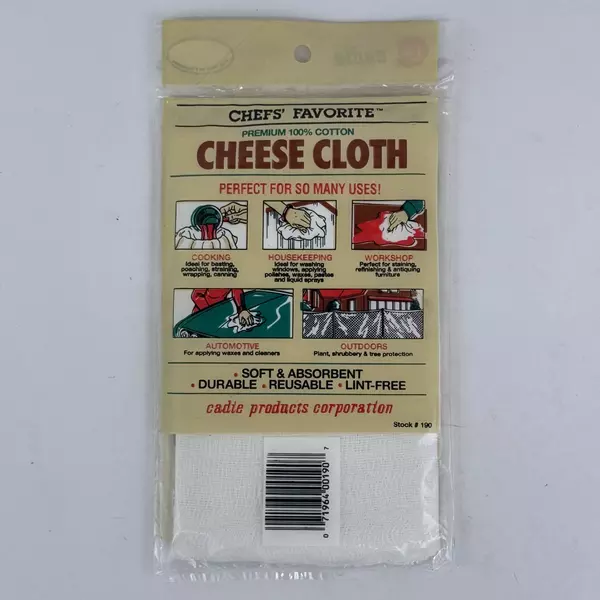 CHEFS' FAVORITE™
PREMIUM 100% COTTON
CHEESE CLOTH
PERFECT FOR SO MANY USES!
COOKING
Ideal for basting,
poaching, straining,
wrapping, canning
HOUSEKEEPING
Ideal for washing
windows, applying
polishes, waxes, pastes
and liquid sprays
WORKSHOP
Perfect for staining,
refinishing & antiquing
furniture
AUTOMOTIVE
For applying waxes and cleaners
OUTDOORS
Plant, shrubbery & tree protection
• SOFT & ABSORBENT
• DURABLE • REUSABLE • LINT-FREE
cadie products corporation
Stock # 190
0 71964 00190 7